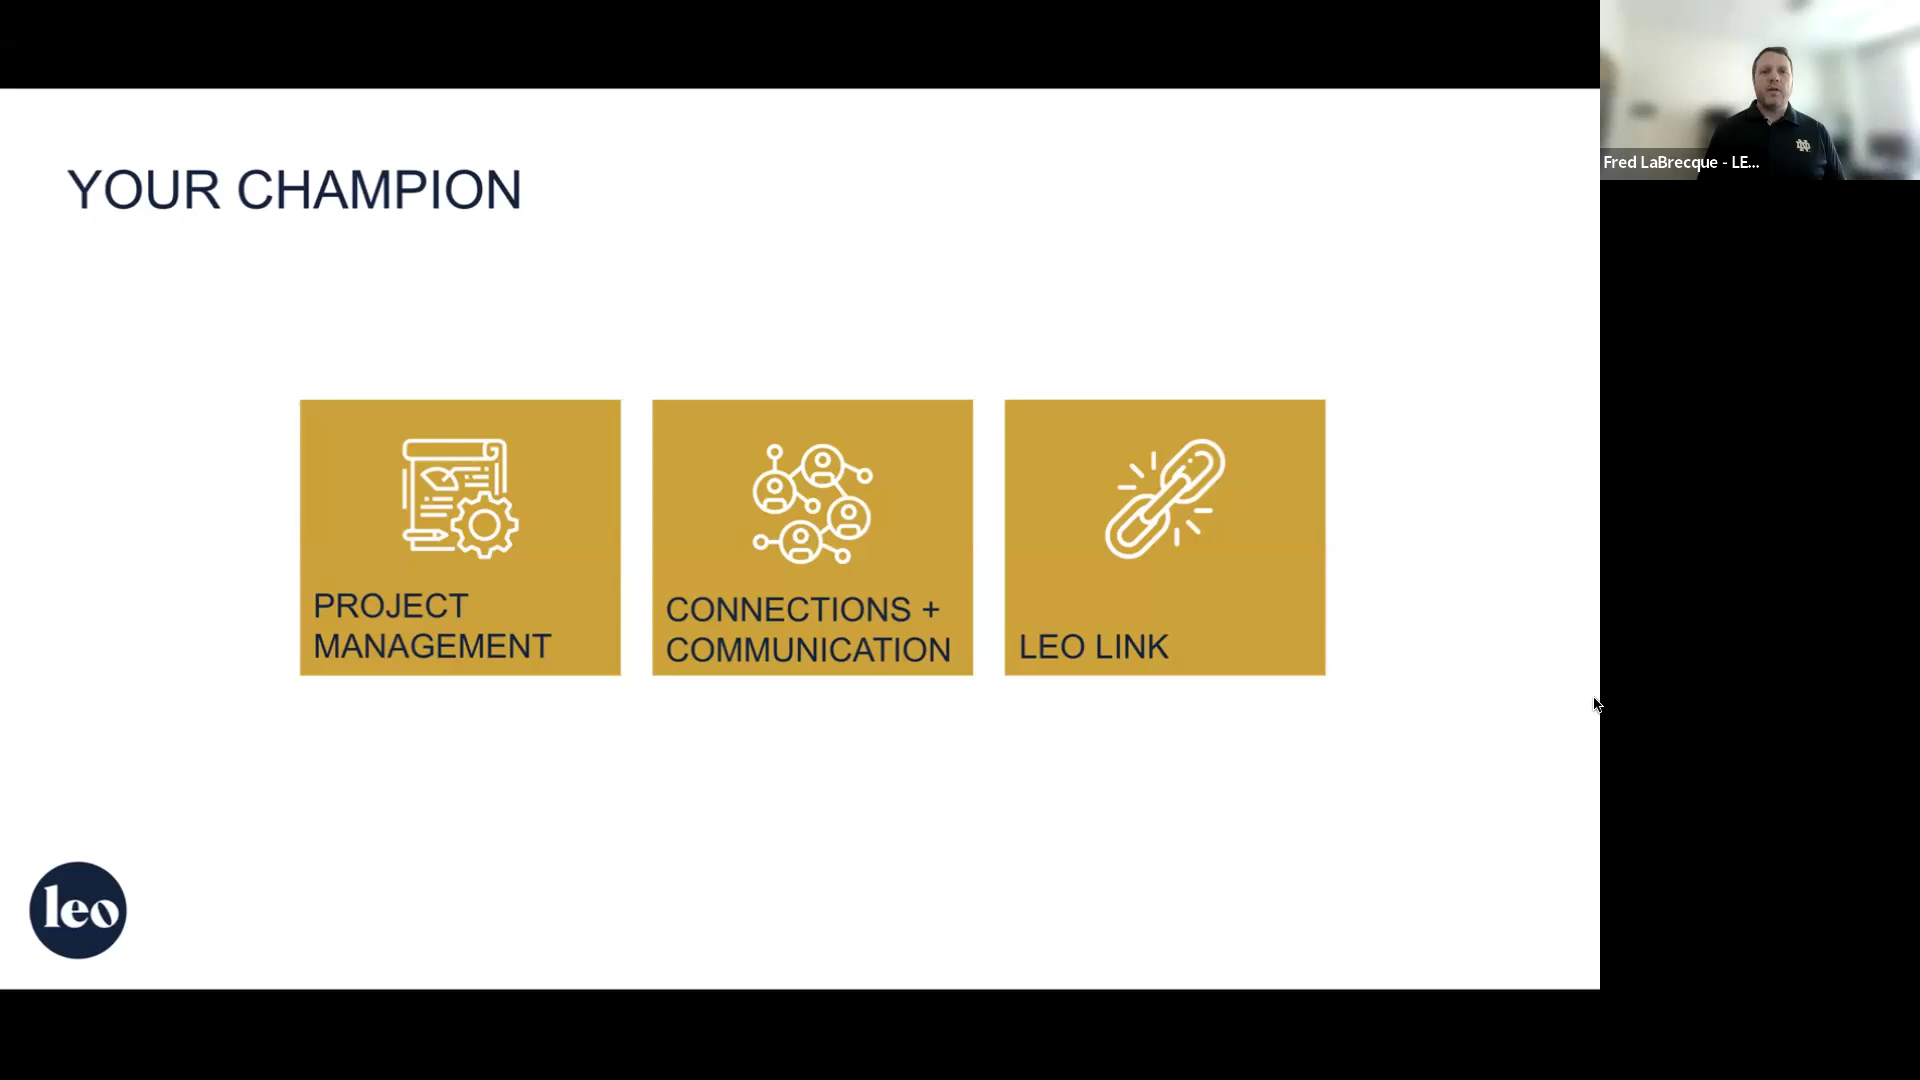 YOUR CHAMPION
PROJECT
MANAGEMENT
CONNECTIONS +
COMMUNICATION
LEO LINK
leo
Fred LaBrecque - LE...